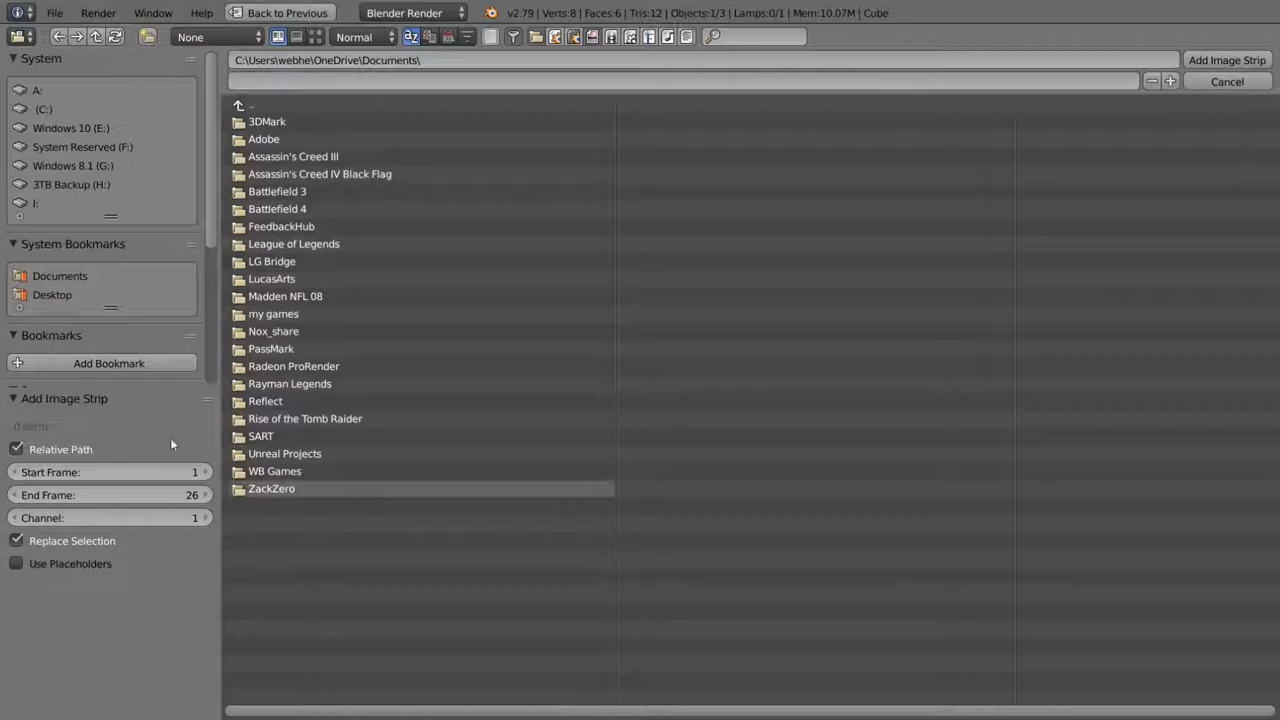 File Render Window Help Back to Previous Blender Render v2.79 | Verts:8 | Faces:6 | Tris:12 | Objects:1/3 | Lamps:0/1 | Mem:10.07M | Cube
None Normal
System
A:
(C:)
Windows 10 (E:)
System Reserved (F:)
Windows 8.1 (G:)
3TB Backup (H:)
I:
System Bookmarks
Documents
Desktop
Bookmarks
Add Bookmark
Add Image Strip
0 items
Relative Path
Start Frame: 1
End Frame: 26
Channel: 1
Replace Selection
Use Placeholders
C:\Users\webhe\OneDrive\Documents\ Add Image Strip
Cancel
..
3DMark
Adobe
Assassin's Creed III
Assassin's Creed IV Black Flag
Battlefield 3
Battlefield 4
FeedbackHub
League of Legends
LG Bridge
LucasArts
Madden NFL 08
my games
Nox_share
PassMark
Radeon ProRender
Rayman Legends
Reflect
Rise of the Tomb Raider
SART
Unreal Projects
WB Games
ZackZero